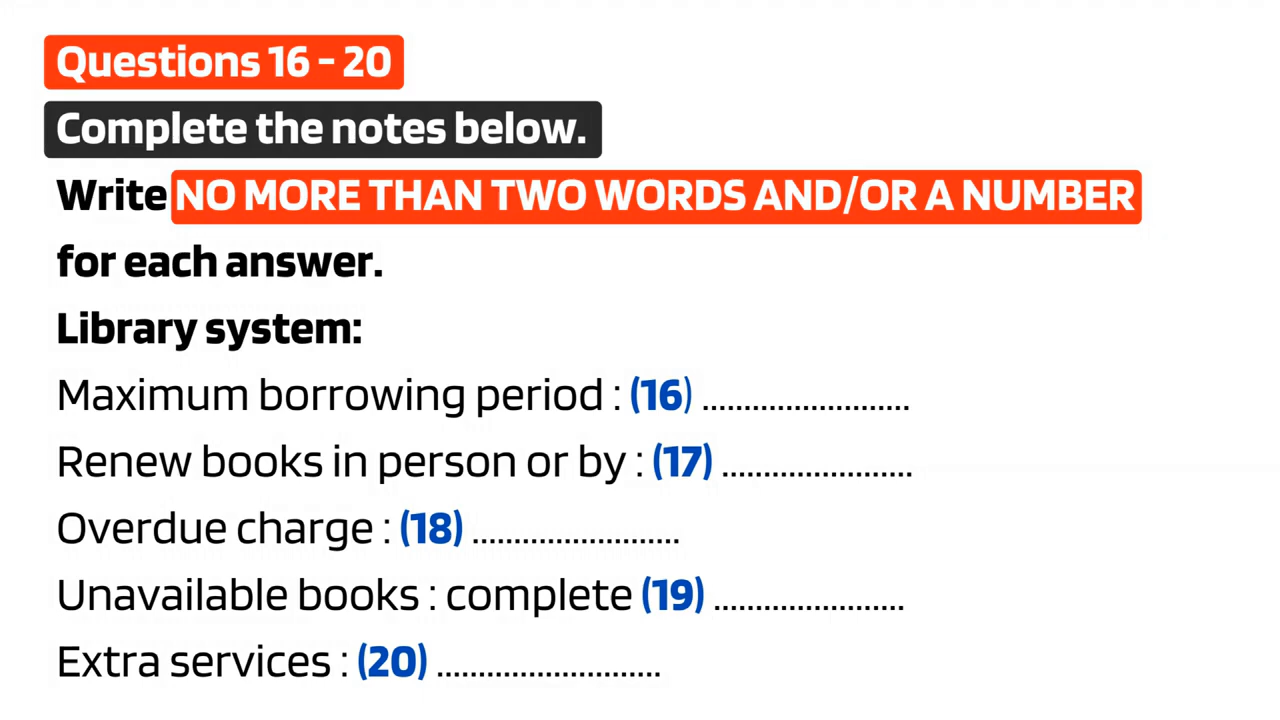 Questions 16 - 20
Complete the notes below.
Write NO MORE THAN TWO WORDS AND/OR A NUMBER
for each answer.
Library system:
Maximum borrowing period : (16) .........................
Renew books in person or by : (17) .......................
Overdue charge : (18) .........................
Unavailable books : complete (19) .......................
Extra services : (20) ...........................